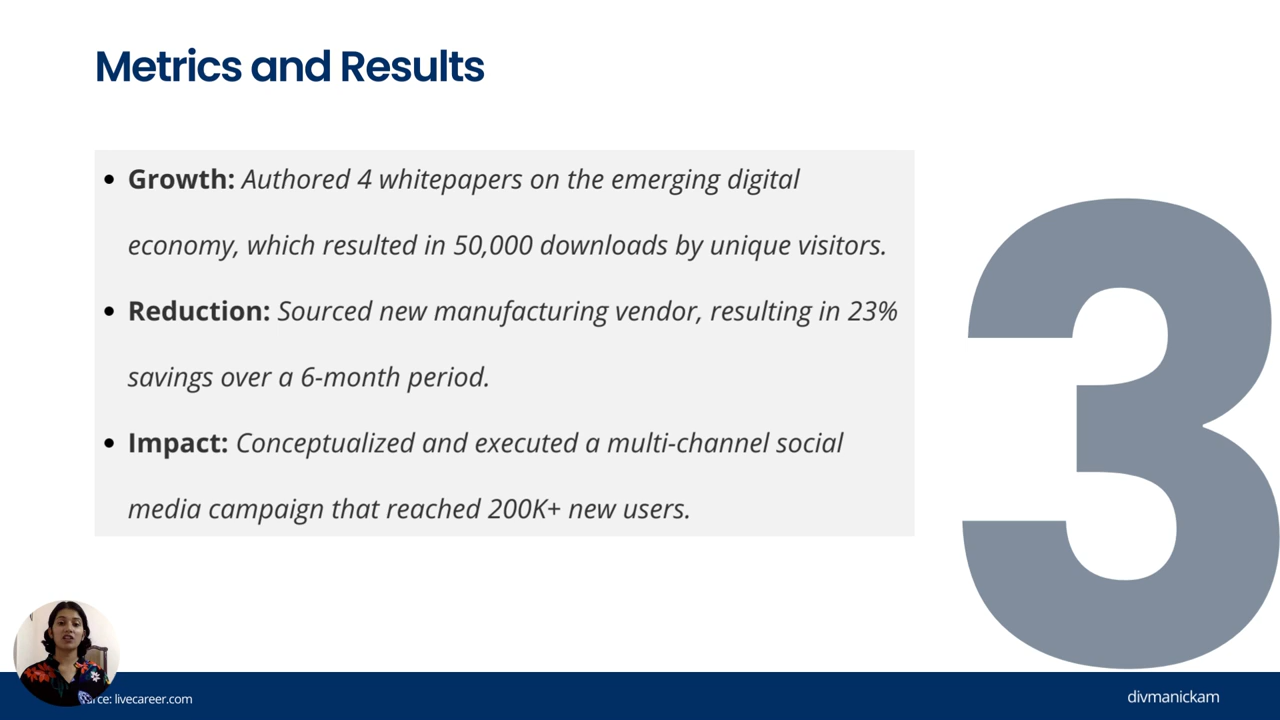 Metrics and Results
• Growth: Authored 4 whitepapers on the emerging digital
economy, which resulted in 50,000 downloads by unique visitors.
• Reduction: Sourced new manufacturing vendor, resulting in 23%
savings over a 6-month period.
• Impact: Conceptualized and executed a multi-channel social
media campaign that reached 200K+ new users.
3
livecareer.com
divmanickam